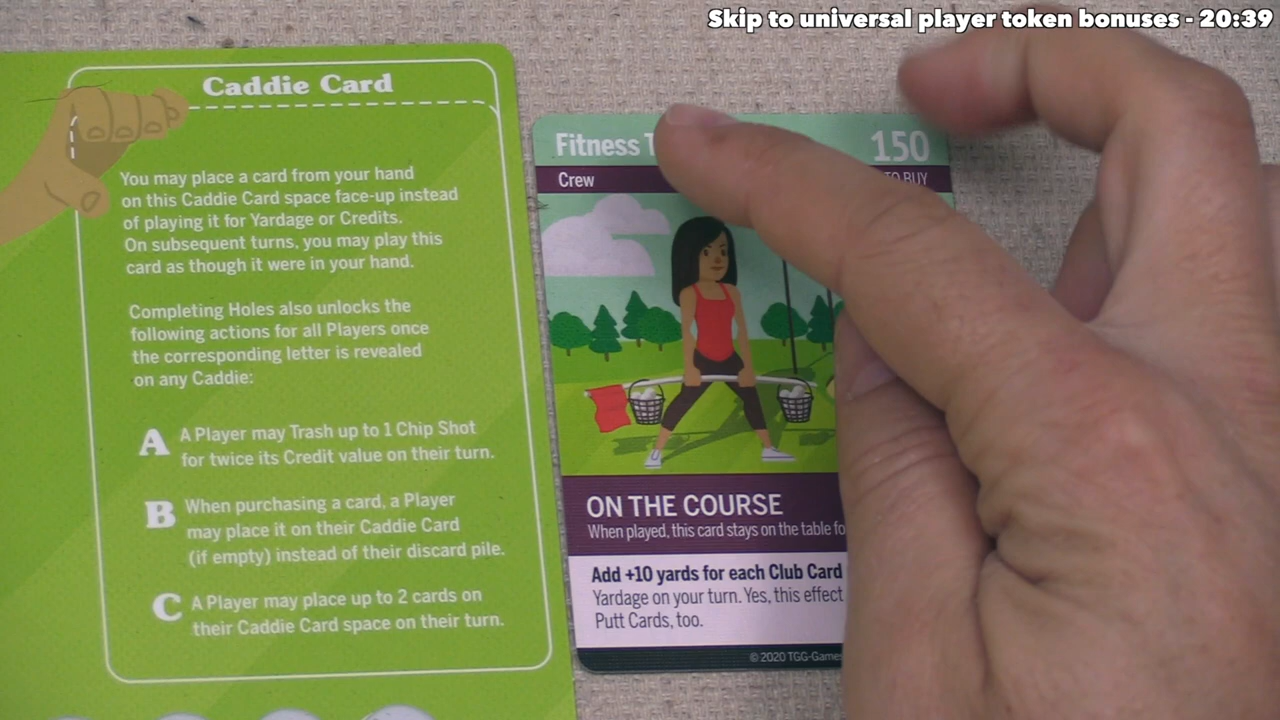 Skip to universal player token bonuses - 20:39
Caddie Card
You may place a card from your hand
on this Caddie Card space face-up instead
of playing it for Yardage or Credits.
On subsequent turns, you may play this
card as though it were in your hand.
Completing Holes also unlocks the
following actions for all Players once
the corresponding letter is revealed
on any Caddie:
A A Player may Trash up to 1 Chip Shot
for twice its Credit value on their turn.
B When purchasing a card, a Player
may place it on their Caddie Card
(if empty) instead of their discard pile.
C A Player may place up to 2 cards on
their Caddie Card space on their turn.
Fitness 150
Crew TO BUY
ON THE COURSE
When played, this card stays on the table
Add +10 yards for each Club Card
Yardage on your turn. Yes, this effect
Putt Cards, too.
© 2020 TGG-Games